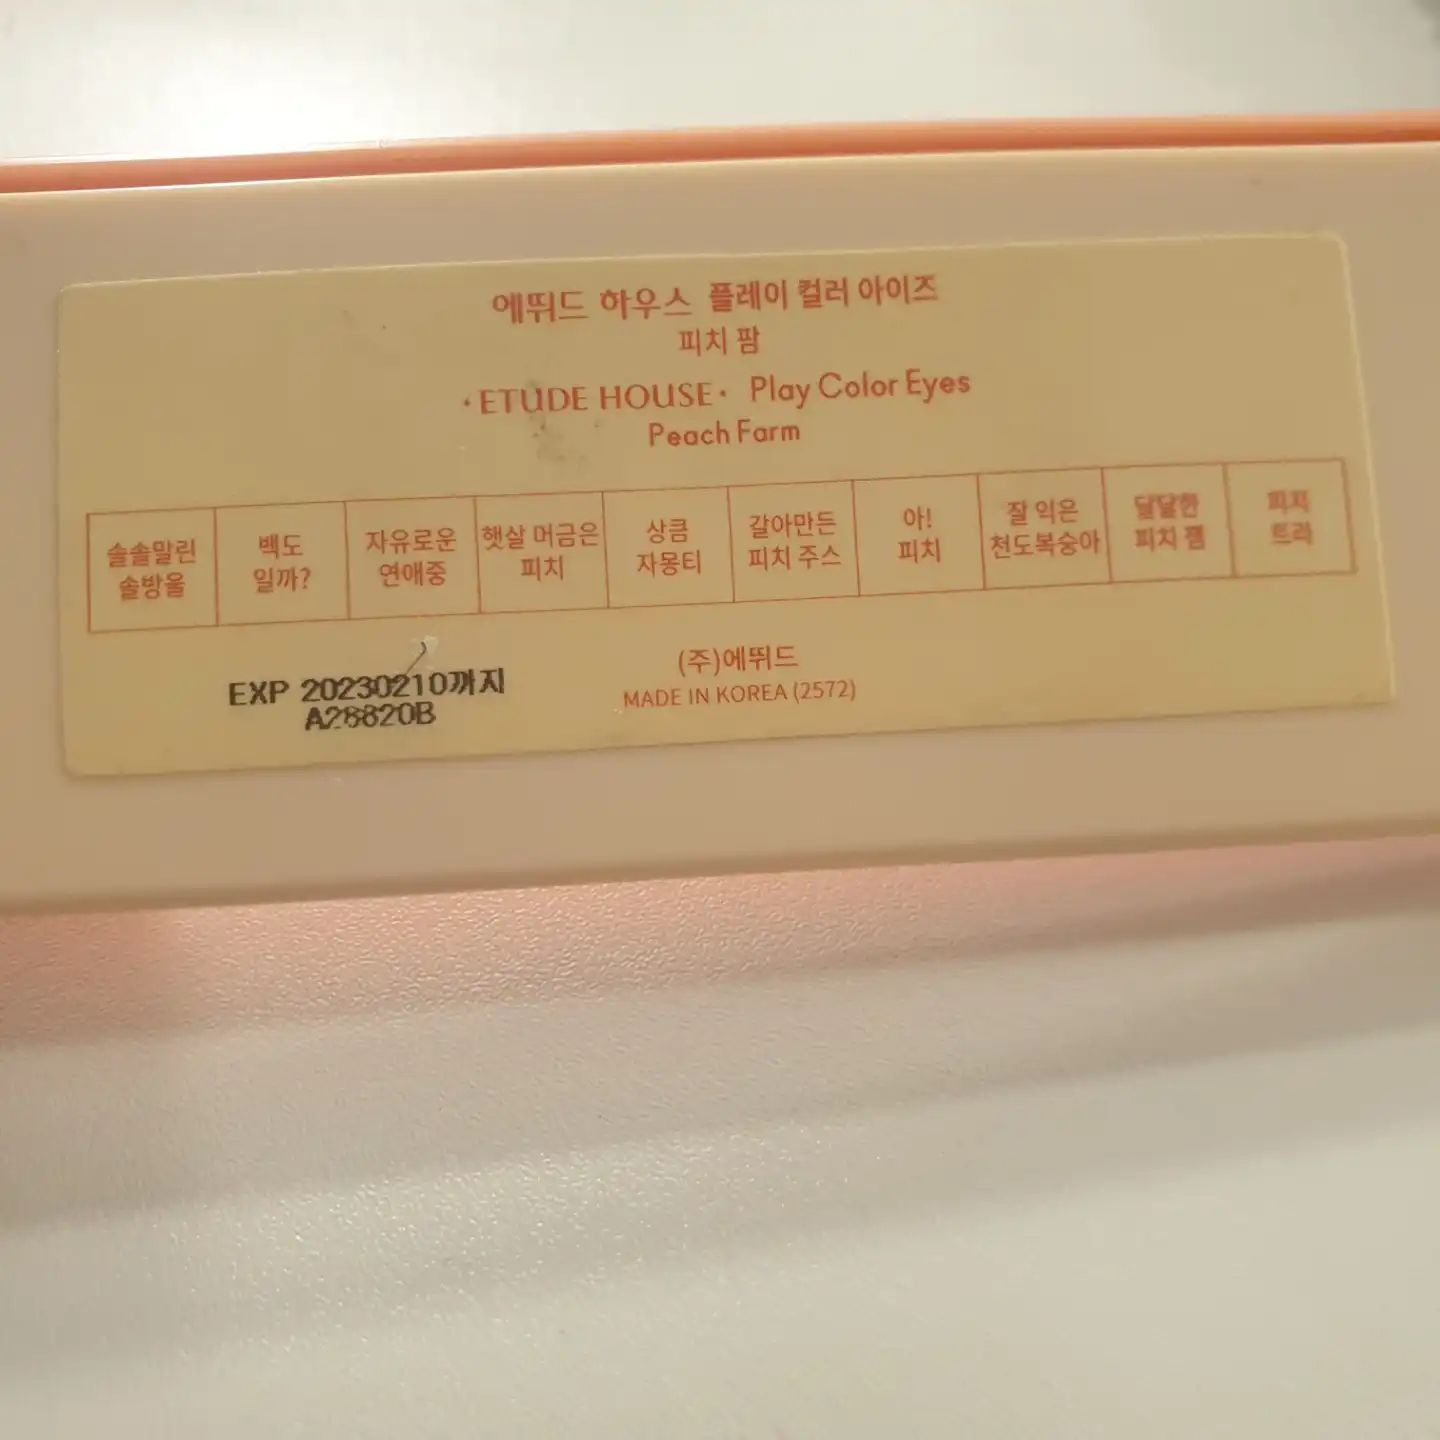 에뛰드 하우스 플레이 컬러 아이즈
피치 팜
·ETUDE HOUSE· Play Color Eyes
Peach Farm
솔솔말린
솔방울
백도
일까?
자유로운
연애중
햇살 머금은
피치
상큼
자몽티
갈아만든
피치 주스
아!
피치
잘 익은
천도복숭아
달달한
피치 잼
피치
EXP 20230210까지
A28820B
(주)에뛰드
MADE IN KOREA (2572)